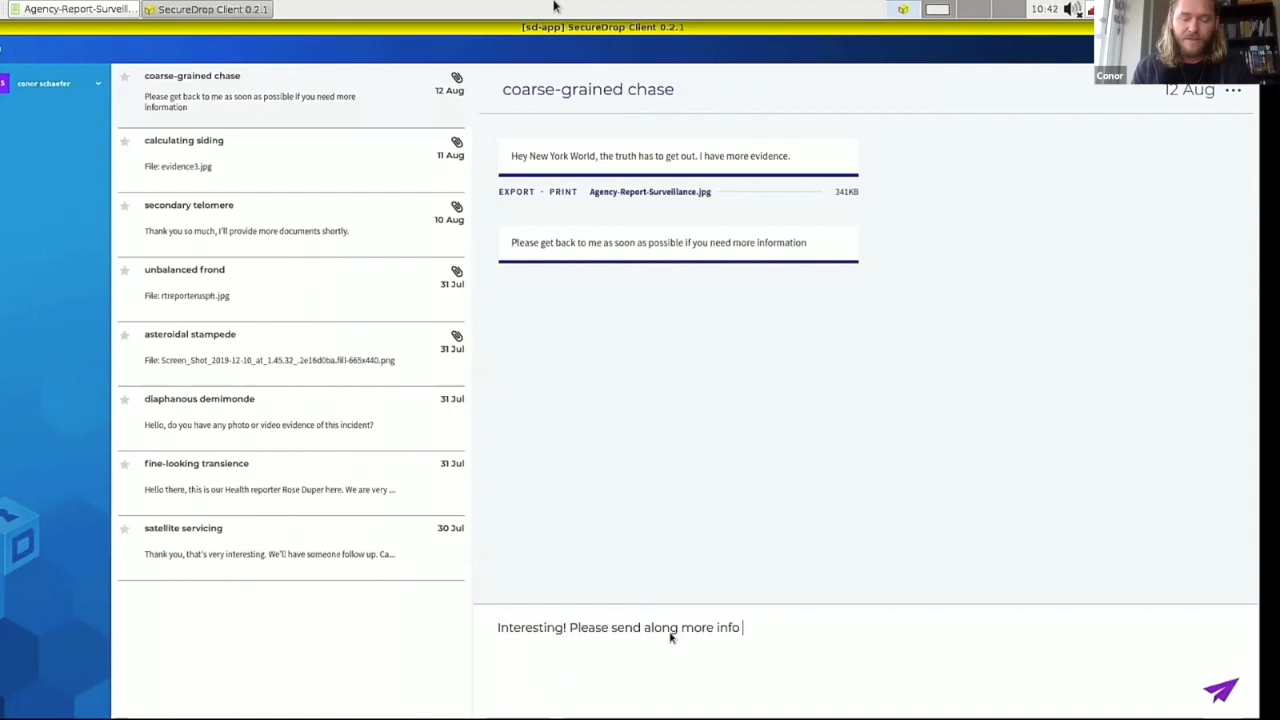 Agency-Report-Surveill...
SecureDrop Client 0.2.1
10:42
[sd-app] SecureDrop Client 0.2.1
Conor
conor schaefer
coarse-grained chase
Please get back to me as soon as possible if you need more
information
12 Aug
calculating siding
File: evidence3.jpg
11 Aug
secondary telomere
Thank you so much, I'll provide more documents shortly.
10 Aug
unbalanced frond
File: rtreporteruspft.jpg
31 Jul
asteroidal stampede
File: Screen_Shot_2019-12-10_at_1.45.32_.2e16d0ba.fill-665x440.png
31 Jul
diaphanous demimonde
31 Jul
Hello, do you have any photo or video evidence of this incident?
fine-looking transience
31 Jul
Hello there, this is our Health reporter Rose Duper here. We are very ...
satellite servicing
30 Jul
Thank you, that's very interesting. We'll have someone follow up. Ca...
coarse-grained chase
12 Aug
Hey New York World, the truth has to get out. I have more evidence.
EXPORT · PRINT Agency-Report-Surveillance.jpg 341KB
Please get back to me as soon as possible if you need more information
Interesting! Please send along more info